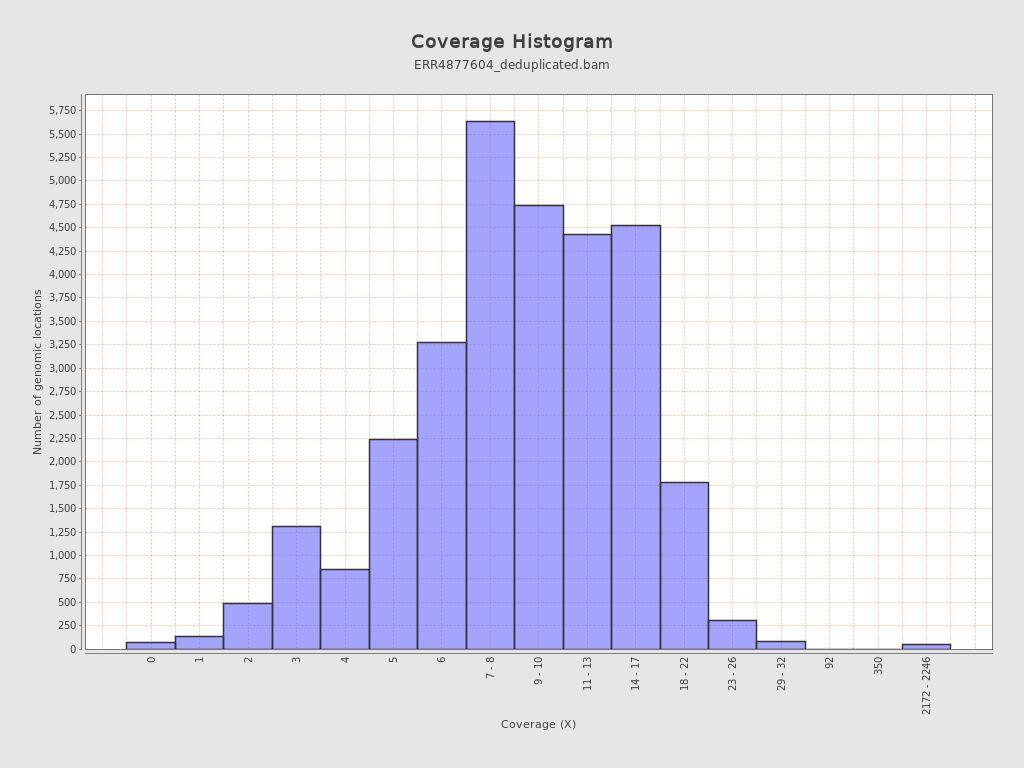 Coverage Histogram
ERR4877604_deduplicated.bam
5,750
5,500
5,250
5,000
4,750
4,500
4,250
4,000
3,750
3,500
3,250
3,000
2,750
2,500
2,250
2,000
1,750
1,500
1,250
1,000
750
500
250
0
Number of genomic locations
0
1
2
3
4
5
6
7 - 8
9 - 10
11 - 13
14 - 17
18 - 22
23 - 26
29 - 32
92
350
2172 - 2246
Coverage (X)